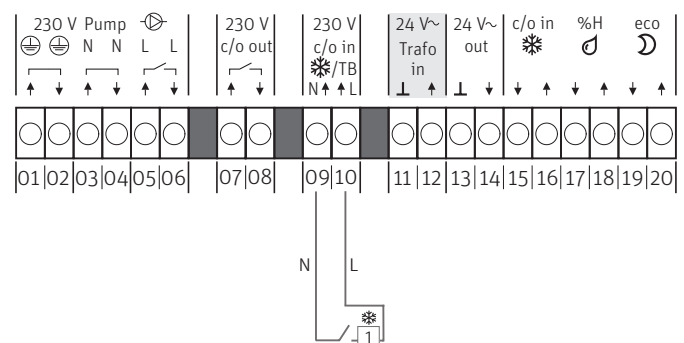 230 V Pump
N N L L
230 V
c/o out
230 V
c/o in
/TB
N L
24 V~
Trafo
in
24 V~
out
c/o in
%H
eco
01 02 03 04 05 06 07 08 09 10 11 12 13 14 15 16 17 18 19 20
N L
1